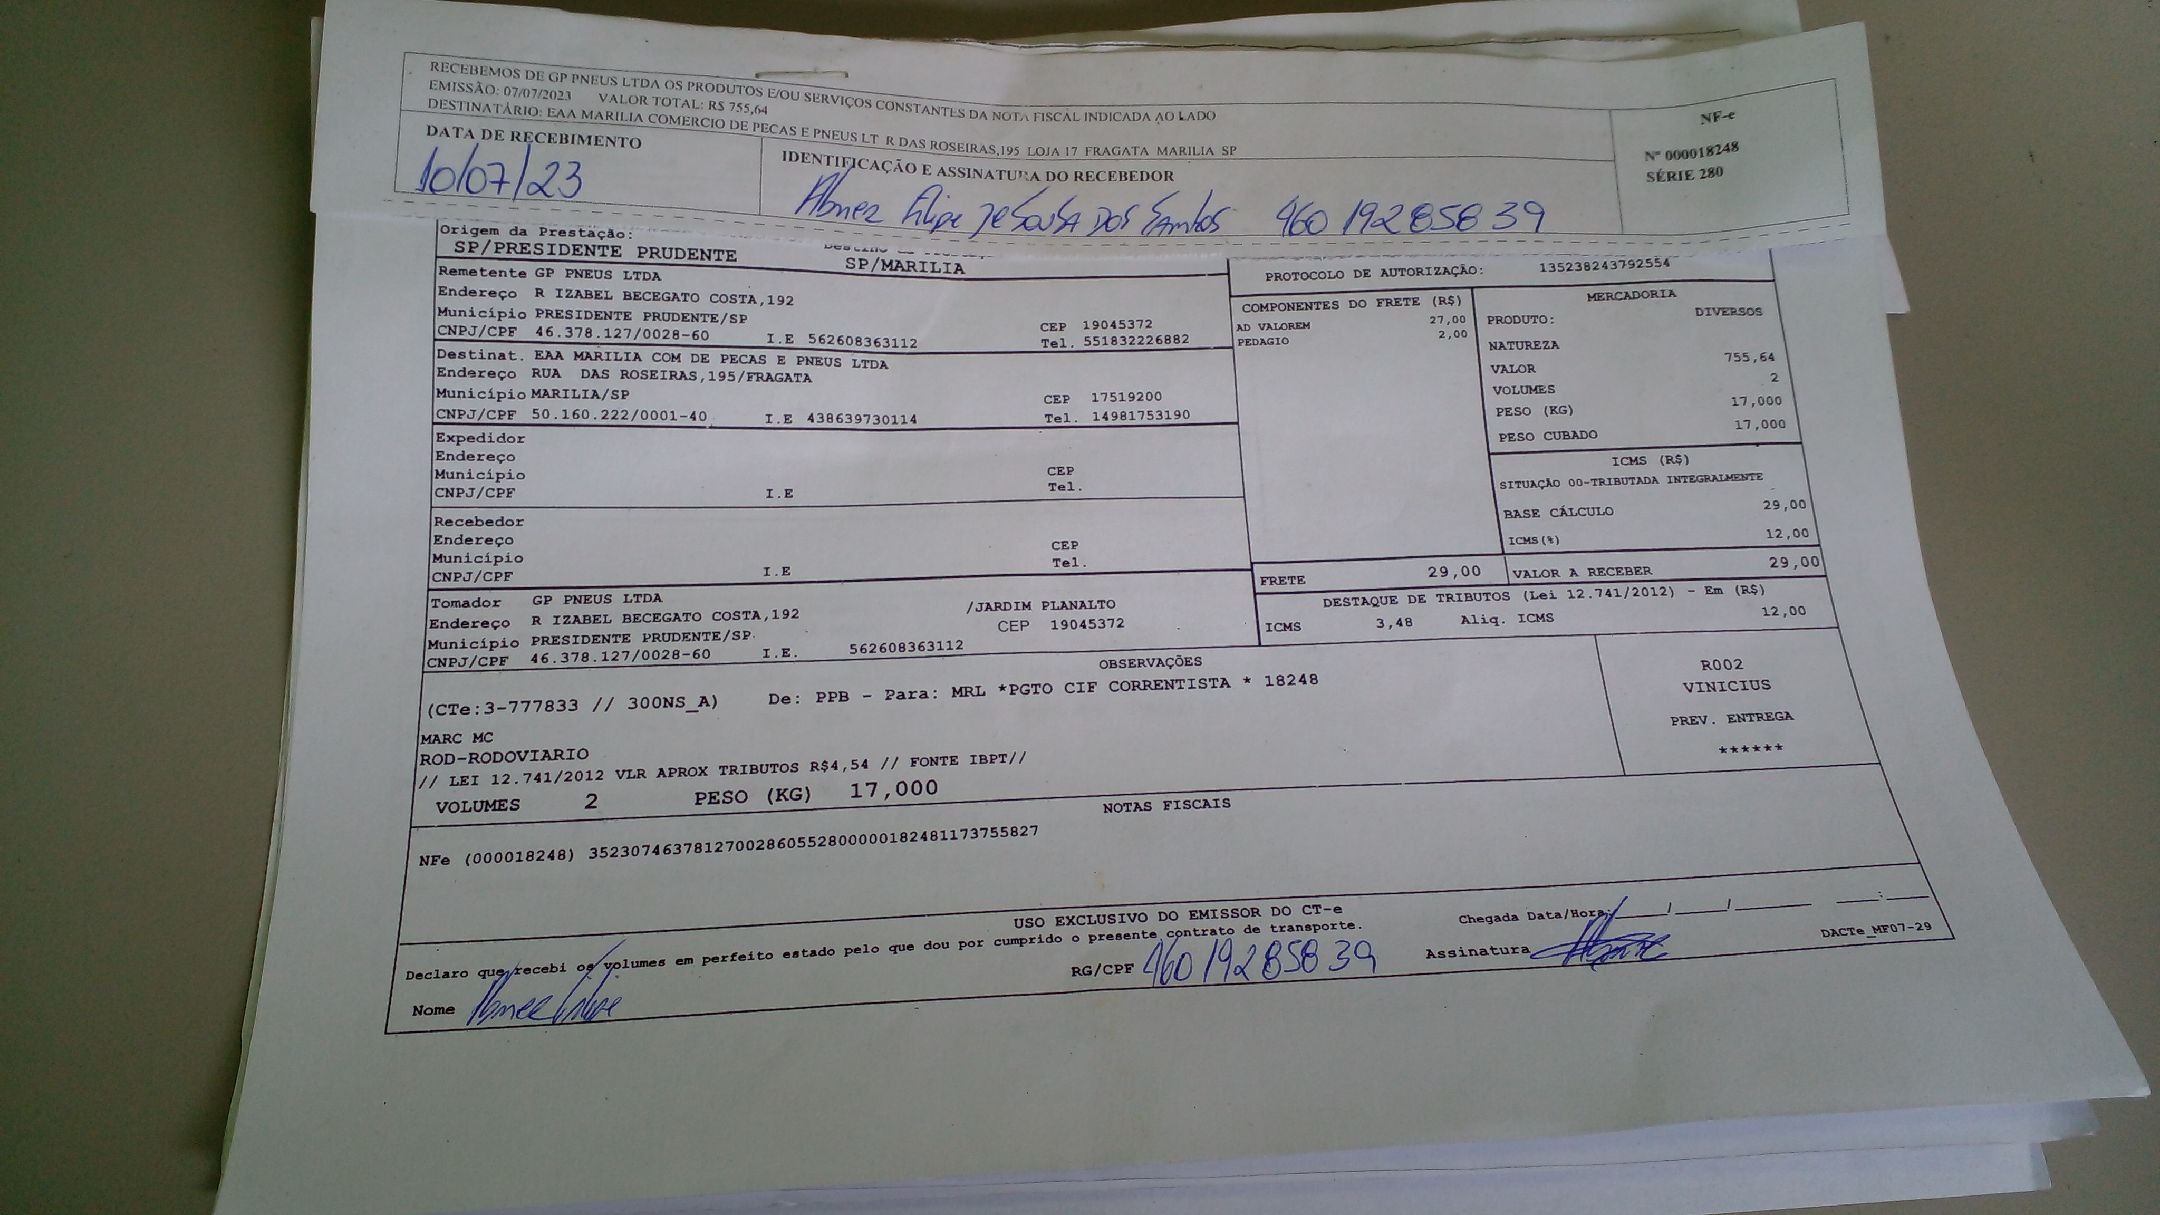 RECEBEMOS DE GP PNEUS LTDA OS PRODUTOS E/OU SERVIÇOS CONSTANTES DA NOTA FISCAL INDICADA AO LADO
EMISSÃO: 07/07/2023 VALOR TOTAL: R$ 755,64
DESTINATÁRIO: EAA MARILIA COMERCIO DE PECAS E PNEUS LT R DAS ROSEIRAS,195 LOJA 17 FRAGATA MARILIA SP
NF-e
Nº 000018248
SÉRIE 280
DATA DE RECEBIMENTO
10/07/23
IDENTIFICAÇÃO E ASSINATURA DO RECEBEDOR
Abner Filipe de Sousa dos Santos 460 192 858 39
Origem da Prestação:
SP/PRESIDENTE PRUDENTE SP/MARILIA
PROTOCOLO DE AUTORIZAÇÃO: 135238243792554
Remetente GP PNEUS LTDA
Endereço R IZABEL BECEGATO COSTA,192
Município PRESIDENTE PRUDENTE/SP CEP 19045372
CNPJ/CPF 46.378.127/0028-60 I.E 562608363112 Tel. 551832226882
Destinat. EAA MARILIA COM DE PECAS E PNEUS LTDA
Endereço RUA DAS ROSEIRAS,195/FRAGATA
Município MARILIA/SP CEP 17519200
CNPJ/CPF 50.160.222/0001-40 I.E 438639730114 Tel. 14981753190
Expedidor
Endereço
Município CEP
CNPJ/CPF I.E Tel.
Recebedor
Endereço CEP
Município Tel.
CNPJ/CPF I.E
Tomador GP PNEUS LTDA
Endereço R IZABEL BECEGATO COSTA,192 /JARDIM PLANALTO
Município PRESIDENTE PRUDENTE/SP CEP 19045372
CNPJ/CPF 46.378.127/0028-60 I.E. 562608363112
COMPONENTES DO FRETE (R$)
AD VALOREM 27,00
PEDAGIO 2,00
MERCADORIA
PRODUTO: DIVERSOS
NATUREZA
VALOR 755,64
VOLUMES 2
PESO (KG) 17,000
PESO CUBADO 17,000
ICMS (R$)
SITUAÇÃO 00-TRIBUTADA INTEGRALMENTE
BASE CÁLCULO 29,00
ICMS(%) 12,00
FRETE 29,00 VALOR A RECEBER 29,00
DESTAQUE DE TRIBUTOS (Lei 12.741/2012) - Em (R$)
ICMS 3,48 Aliq. ICMS 12,00
OBSERVAÇÕES
(CTe:3-777833 // 300NS_A) De: PPB - Para: MRL *PGTO CIF CORRENTISTA * 18248
MARC MC
ROD-RODOVIARIO
// LEI 12.741/2012 VLR APROX TRIBUTOS R$4,54 // FONTE IBPT//
VOLUMES 2 PESO (KG) 17,000
R002
VINICIUS
PREV. ENTREGA
******
NOTAS FISCAIS
NFe (000018248) 35230746378127002860552800000182481173755827
USO EXCLUSIVO DO EMISSOR DO CT-e
Declaro que recebi os volumes em perfeito estado pelo que dou por cumprido o presente contrato de transporte.
Chegada Data/Hora: ____/____/______ ___:___
Nome Abner Filipe RG/CPF 460 192 858 39 Assinatura
DACTe_MF07-29